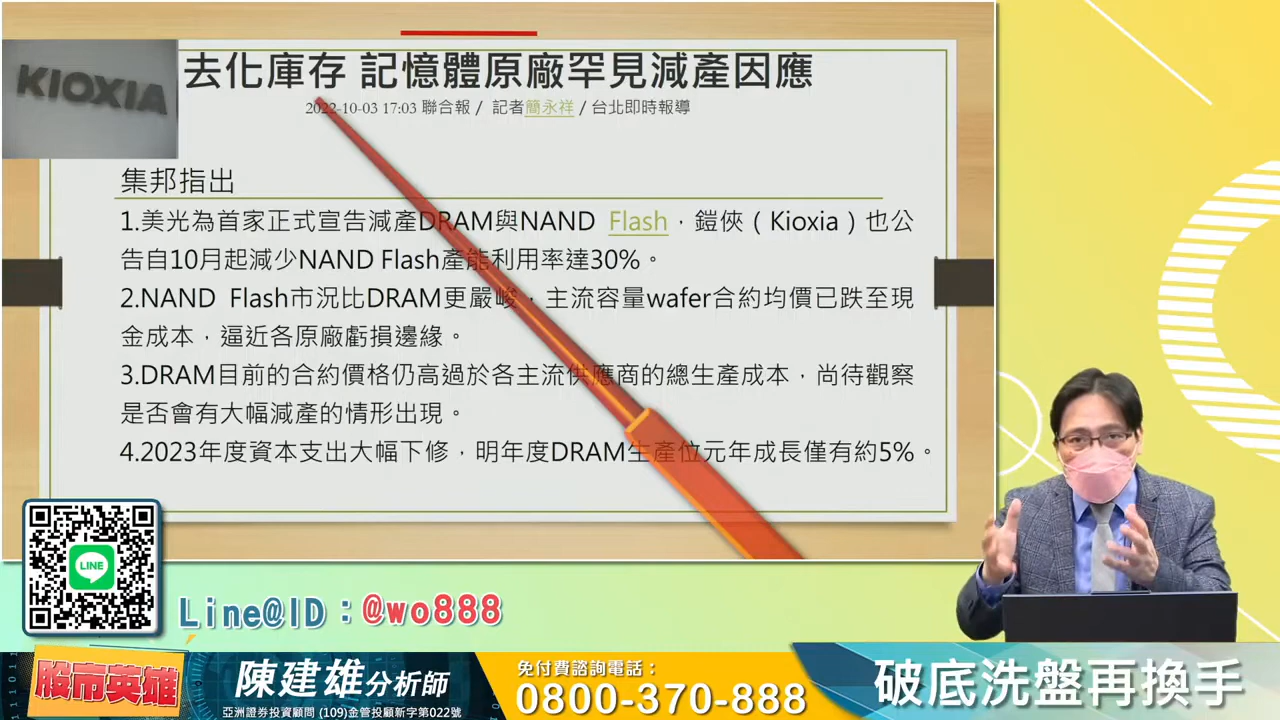 KIOXIA
去化庫存 記憶體原廠罕見減產因應
2022-10-03 17:03 聯合報 / 記者簡永祥 / 台北即時報導
集邦指出
1.美光為首家正式宣告減產DRAM與NAND Flash，鎧俠（Kioxia）也公
告自10月起減少NAND Flash產能利用率達30%。
2.NAND Flash市況比DRAM更嚴峻，主流容量wafer合約均價已跌至現
金成本，逼近各原廠虧損邊緣。
3.DRAM目前的合約價格仍高過於各主流供應商的總生產成本，尚待觀察
是否會有大幅減產的情形出現。
4.2023年度資本支出大幅下修，明年度DRAM生產位元年成長僅有約5%。
LINE
Line@ID：@wo888
股市英雄
陳建雄分析師
亞洲證券投資顧問 (109)金管投顧新字第022號
免付費諮詢電話：
0800-370-888
破底洗盤再換手